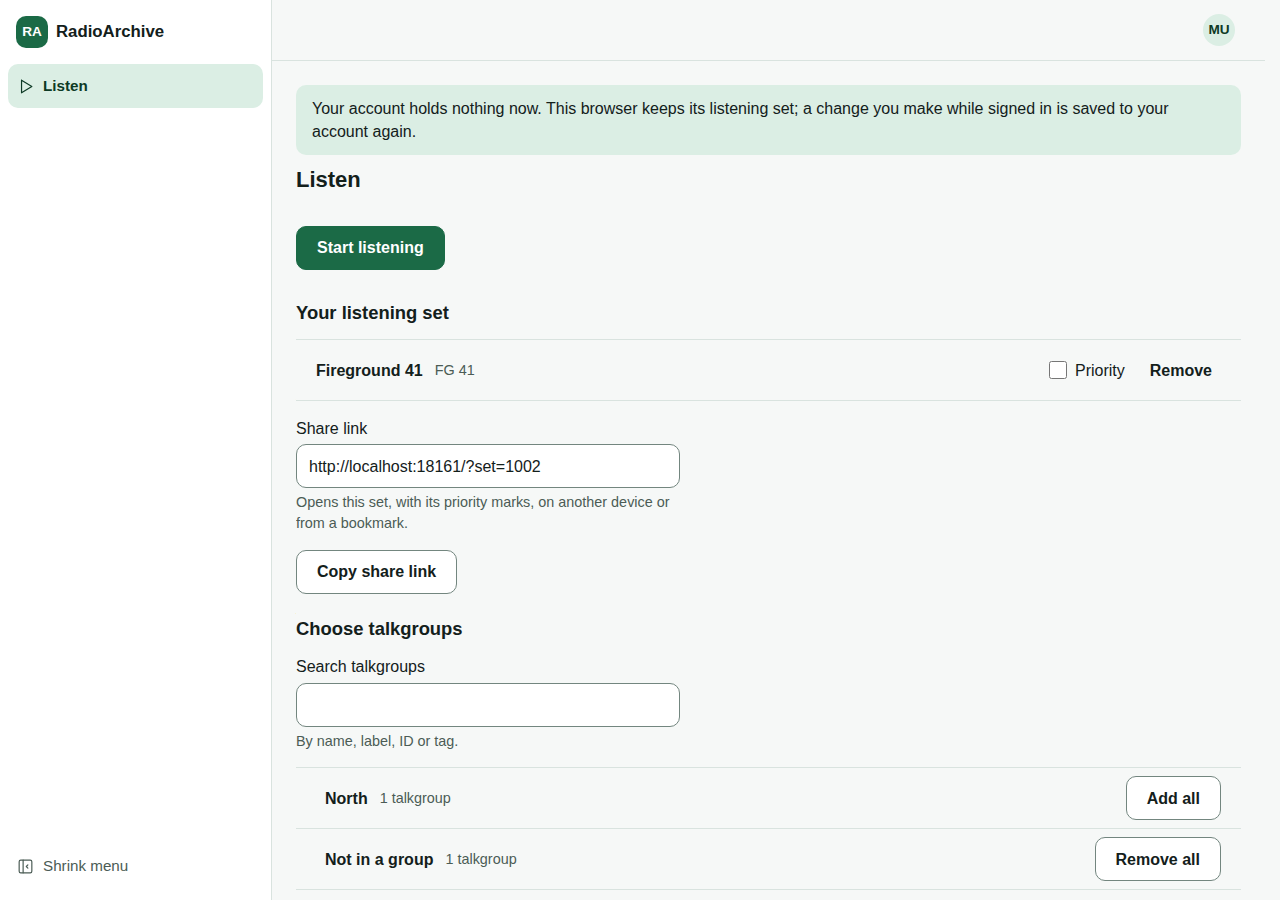 RA RadioArchive
MU
Listen
Your account holds nothing now. This browser keeps its listening set; a change you make while signed in is saved to your
account again.
Listen
Start listening
Your listening set
Fireground 41 FG 41 Priority Remove
Share link
http://localhost:18161/?set=1002
Opens this set, with its priority marks, on another device or
from a bookmark.
Copy share link
Choose talkgroups
Search talkgroups
By name, label, ID or tag.
North 1 talkgroup Add all
Not in a group 1 talkgroup Remove all
Shrink menu